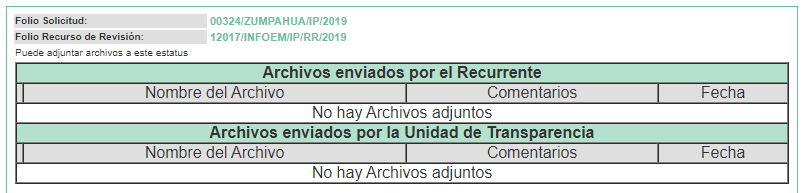 Folio Solicitud: 00324/ZUMPAHUA/IP/2019
Folio Recurso de Revisión: 12017/INFOEM/IP/RR/2019
Puede adjuntar archivos a este estatus
Archivos enviados por el Recurrente
Nombre del Archivo Comentarios Fecha
No hay Archivos adjuntos
Archivos enviados por la Unidad de Transparencia
Nombre del Archivo Comentarios Fecha
No hay Archivos adjuntos